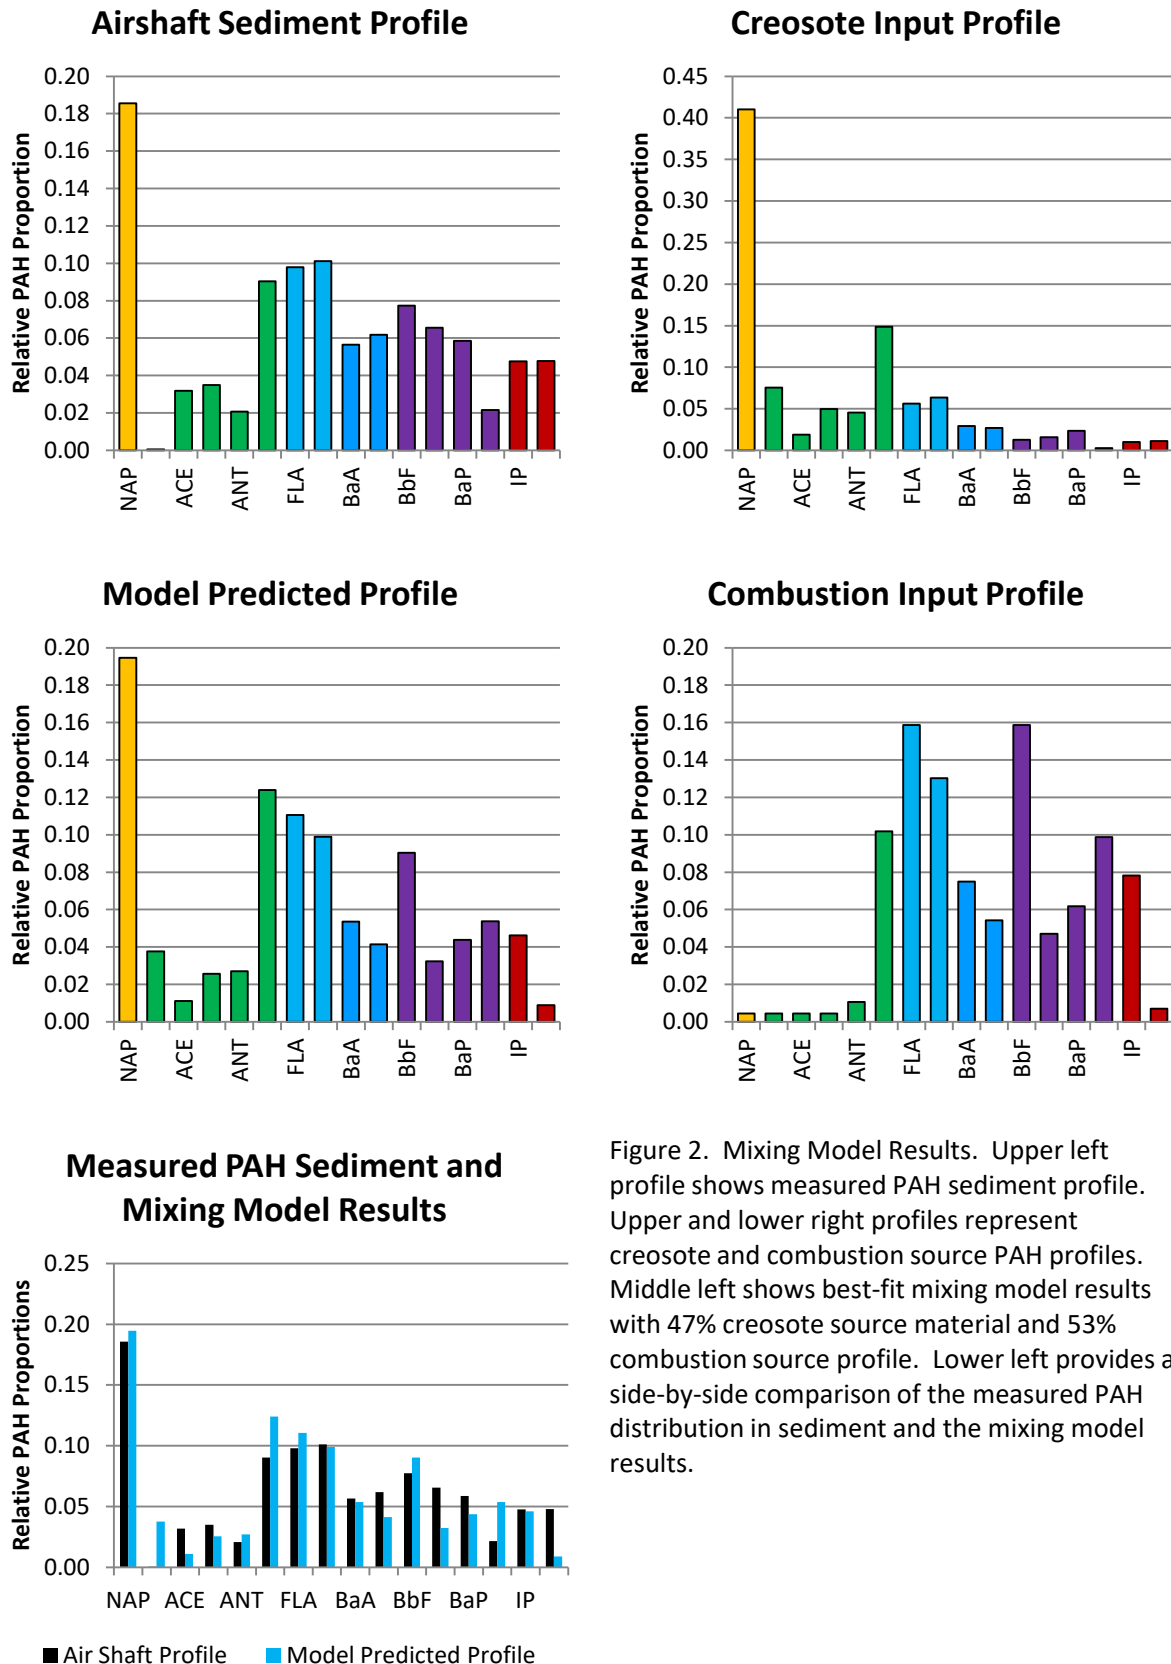 Airshaft Sediment Profile
Relative PAH Proportion
0.20
0.18
0.16
0.14
0.12
0.10
0.08
0.06
0.04
0.02
0.00
NAP
ACE
ANT
FLA
BaA
BbF
BaP
IP
Creosote Input Profile
Relative PAH Proportion
0.45
0.40
0.35
0.30
0.25
0.20
0.15
0.10
0.05
0.00
NAP
ACE
ANT
FLA
BaA
BbF
BaP
IP
Model Predicted Profile
Relative PAH Proportion
0.20
0.18
0.16
0.14
0.12
0.10
0.08
0.06
0.04
0.02
0.00
NAP
ACE
ANT
FLA
BaA
BbF
BaP
IP
Combustion Input Profile
Relative PAH Proportion
0.20
0.18
0.16
0.14
0.12
0.10
0.08
0.06
0.04
0.02
0.00
NAP
ACE
ANT
FLA
BaA
BbF
BaP
IP
Measured PAH Sediment and
Mixing Model Results
Relative PAH Proportions
0.25
0.20
0.15
0.10
0.05
0.00
NAP ACE ANT FLA BaA BbF BaP IP
Air Shaft Profile Model Predicted Profile
Figure 2. Mixing Model Results. Upper left
profile shows measured PAH sediment profile.
Upper and lower right profiles represent
creosote and combustion source PAH profiles.
Middle left shows best-fit mixing model results
with 47% creosote source material and 53%
combustion source profile. Lower left provides a
side-by-side comparison of the measured PAH
distribution in sediment and the mixing model
results.